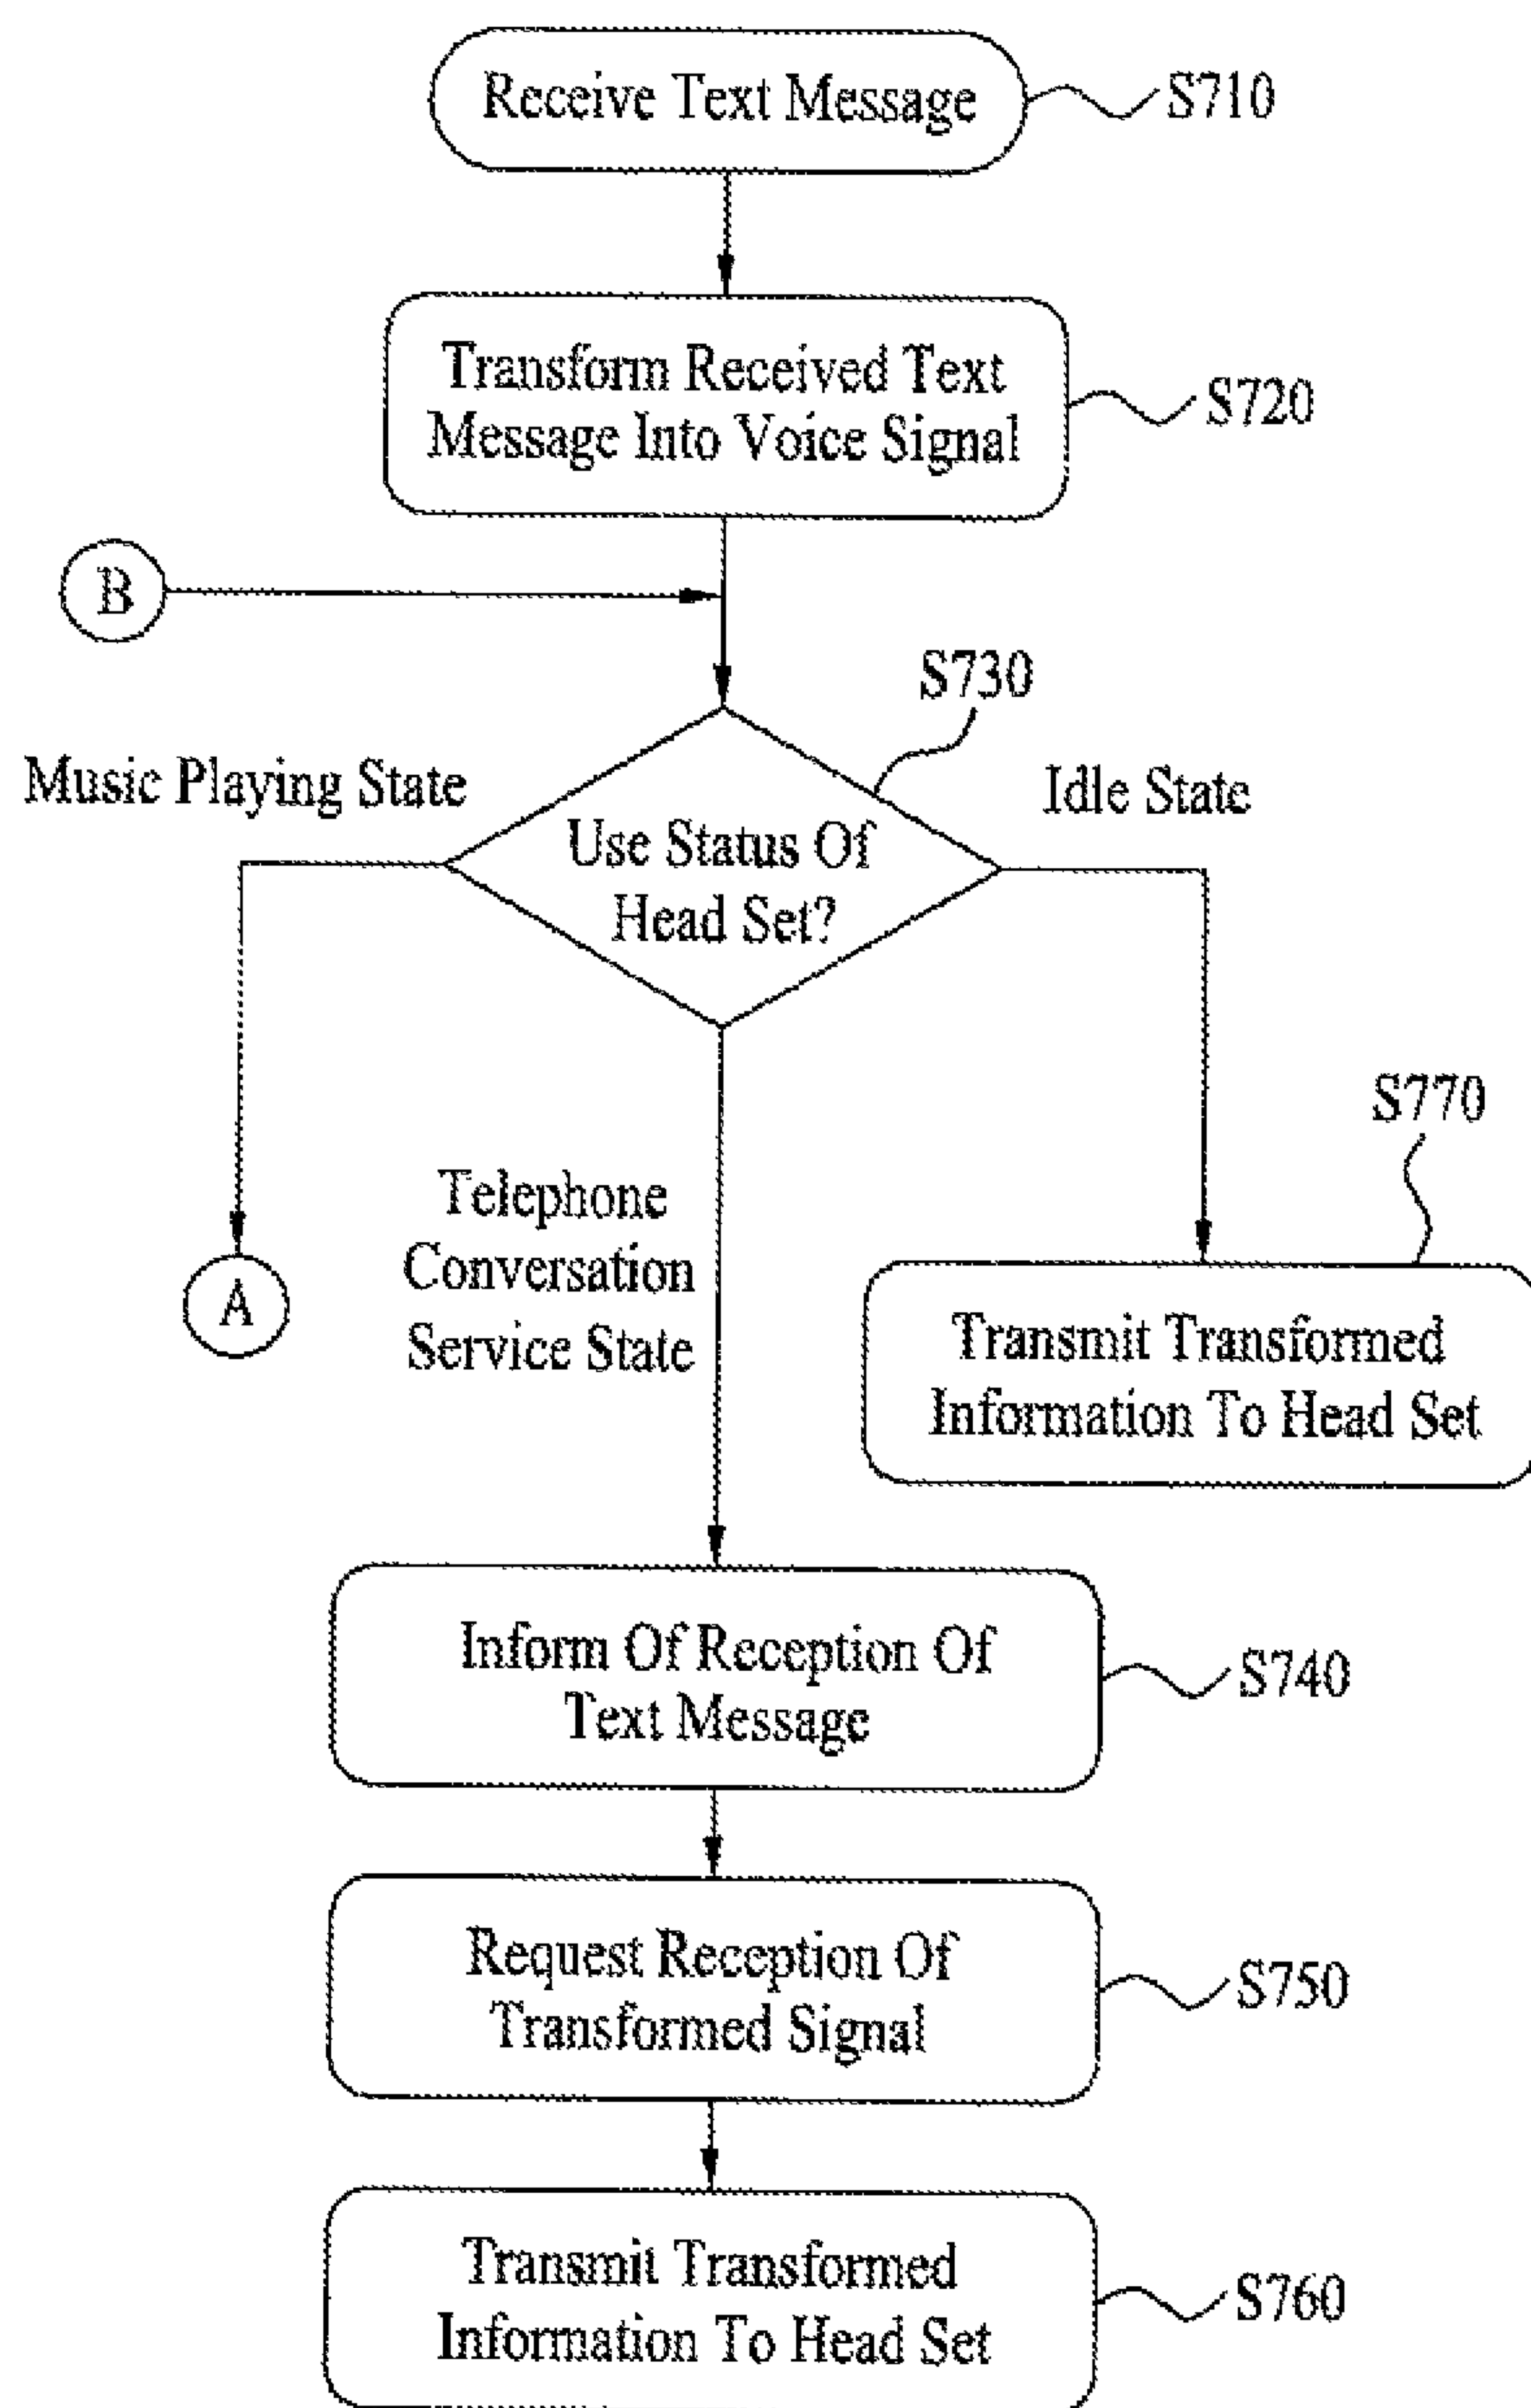 Receive Text Message
S710
Transform Received Text
Message Into Voice Signal
S720
B
S730
Music Playing State
Idle State
Use Status Of
Head Set?
S770
A
Telephone
Conversation
Service State
Transmit Transformed
Information To Head Set
Inform Of Reception Of
Text Message
S740
Request Reception Of
Transformed Signal
S750
Transmit Transformed
Information To Head Set
S760